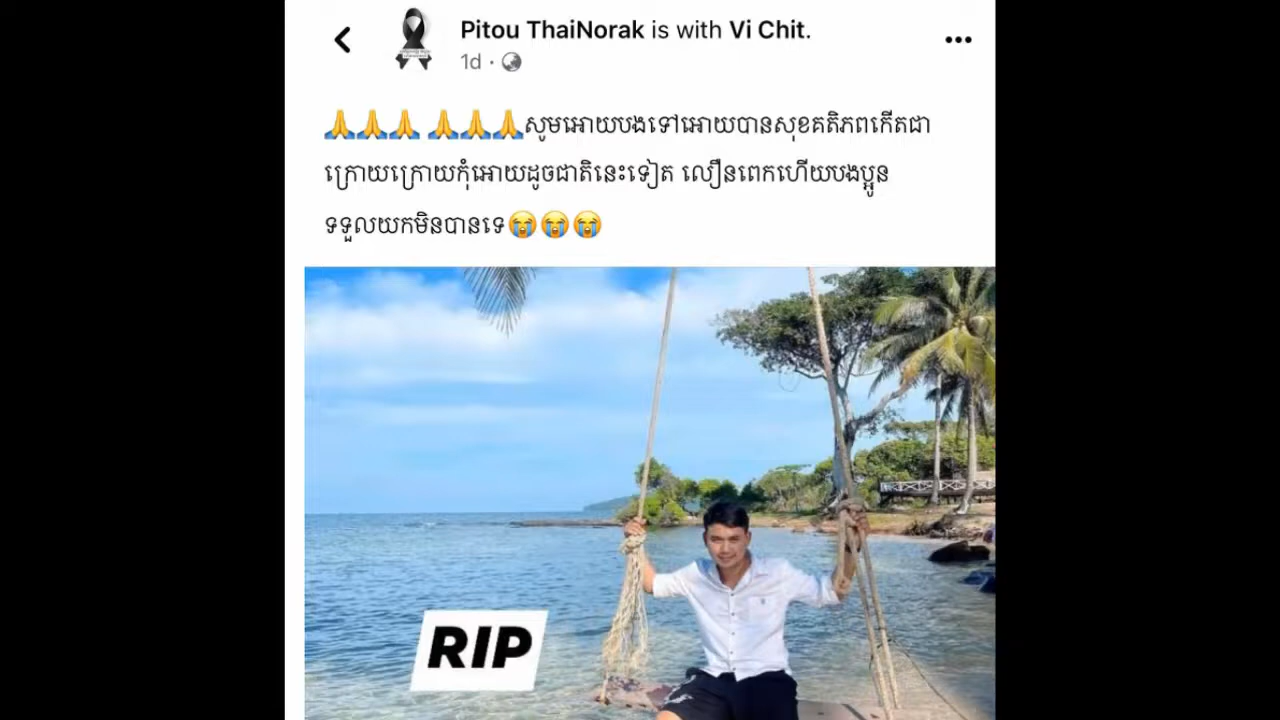 Pitou ThaiNorak is with Vi Chit.
1d ·
🙏🙏🙏 🙏🙏🙏សូមអោយបងទៅអោយបានសុខគតិភពកើតជា
ក្រោយក្រោយកុំអោយដូចជាតិនេះទៀត លឿនពេកហើយបងប្អូន
ទទួលយកមិនបានទេ😭😭😭
RIP